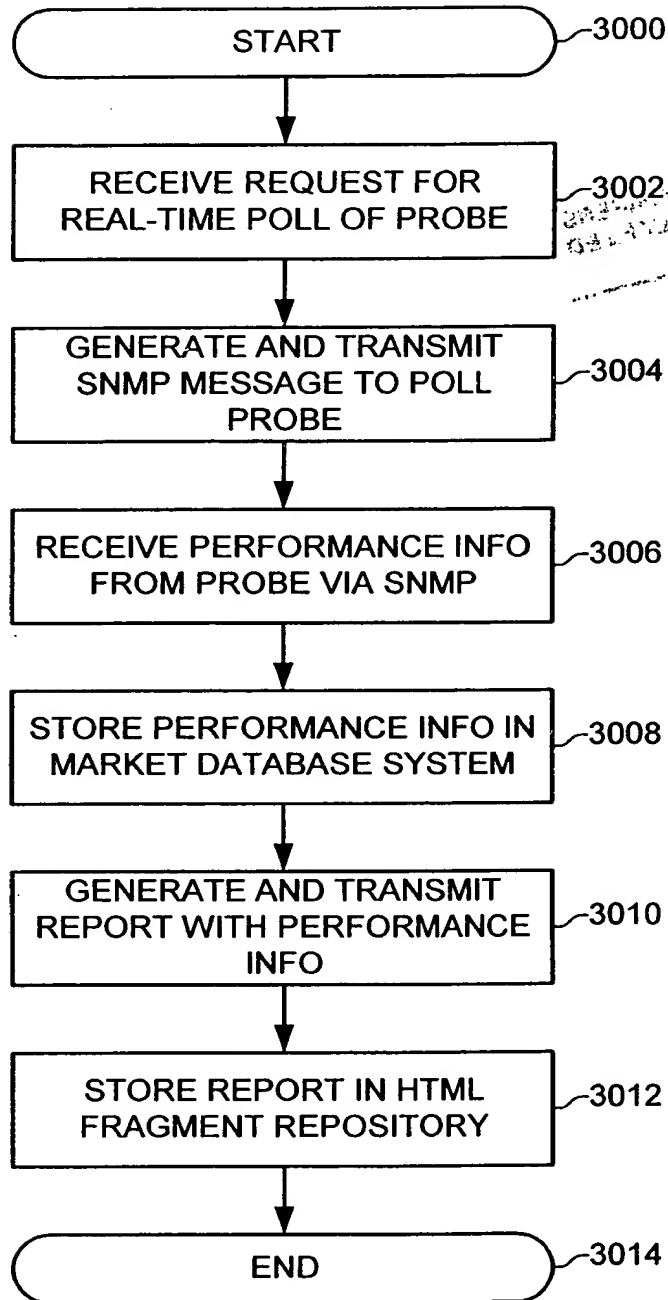 START
3000
RECEIVE REQUEST FOR
REAL-TIME POLL OF PROBE
3002
GENERATE AND TRANSMIT
SNMP MESSAGE TO POLL
PROBE
3004
RECEIVE PERFORMANCE INFO
FROM PROBE VIA SNMP
3006
STORE PERFORMANCE INFO IN
MARKET DATABASE SYSTEM
3008
GENERATE AND TRANSMIT
REPORT WITH PERFORMANCE
INFO
3010
STORE REPORT IN HTML
FRAGMENT REPOSITORY
3012
END
3014